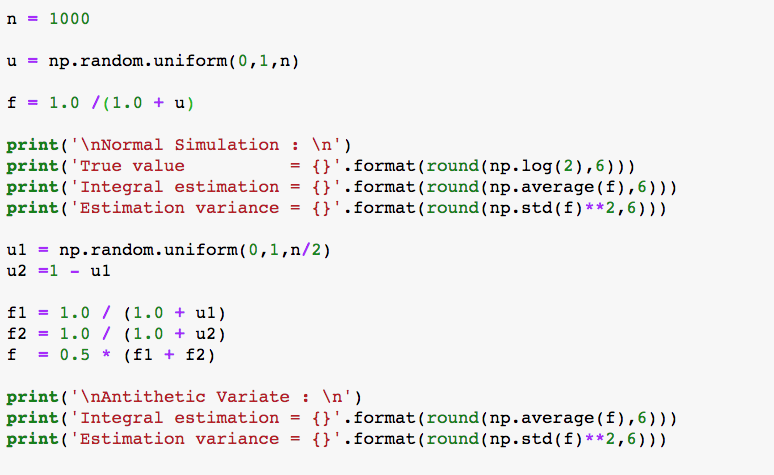 n = 1000
u = np.random.uniform(0,1,n)
f = 1.0 /(1.0 + u)
print('\nNormal Simulation : \n')
print('True value          = {}'.format(round(np.log(2),6)))
print('Integral estimation = {}'.format(round(np.average(f),6)))
print('Estimation variance = {}'.format(round(np.std(f)**2,6)))
u1 = np.random.uniform(0,1,n/2)
u2 =1 - u1
f1 = 1.0 / (1.0 + u1)
f2 = 1.0 / (1.0 + u2)
f  = 0.5 * (f1 + f2)
print('\nAntithetic Variate : \n')
print('Integral estimation = {}'.format(round(np.average(f),6)))
print('Estimation variance = {}'.format(round(np.std(f)**2,6)))